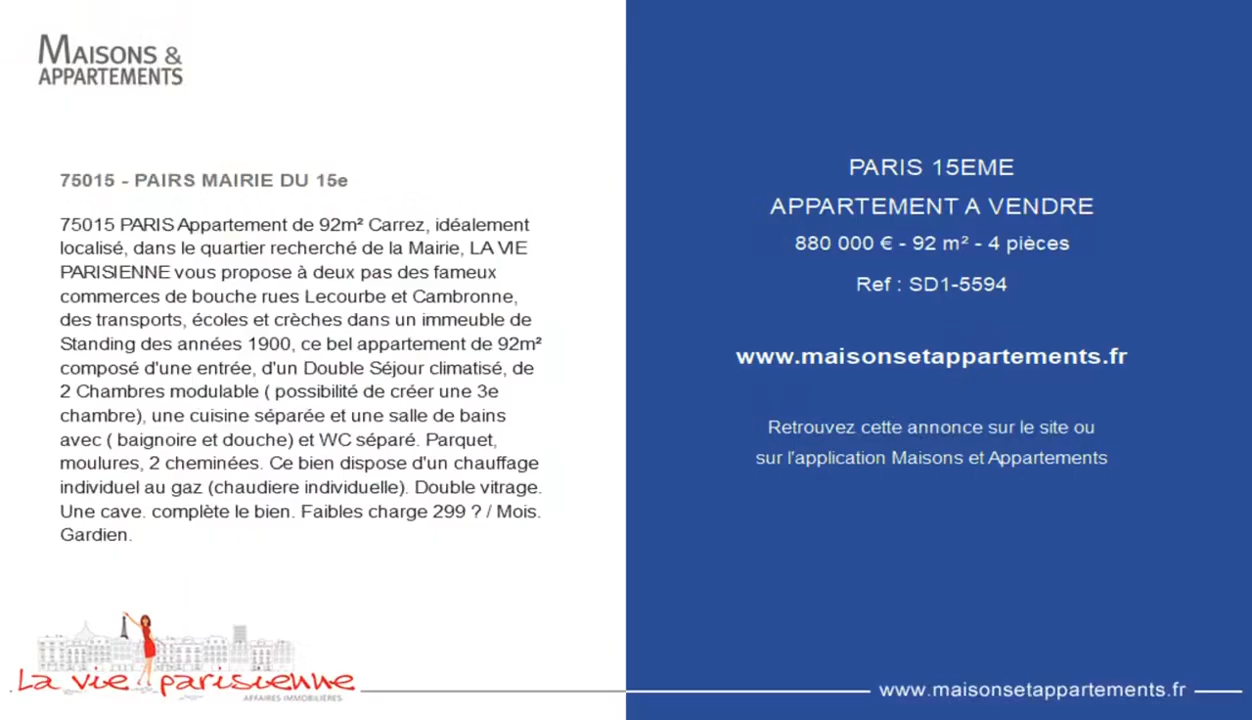 MAISONS &
APPARTEMENTS
75015 - PAIRS MAIRIE DU 15e
75015 PARIS Appartement de 92m² Carrez, idéalement
localisé, dans le quartier recherché de la Mairie, LA VIE
PARISIENNE vous propose à deux pas des fameux
commerces de bouche rues Lecourbe et Cambronne,
des transports, écoles et crèches dans un immeuble de
Standing des années 1900, ce bel appartement de 92m²
composé d'une entrée, d'un Double Séjour climatisé, de
2 Chambres modulable ( possibilité de créer une 3e
chambre), une cuisine séparée et une salle de bains
avec ( baignoire et douche) et WC séparé. Parquet,
moulures, 2 cheminées. Ce bien dispose d'un chauffage
individuel au gaz (chaudiere individuelle). Double vitrage.
Une cave. complète le bien. Faibles charge 299 ? / Mois.
Gardien.
La vie parisienne
AFFAIRES IMMOBILIÈRES
PARIS 15EME
APPARTEMENT A VENDRE
880 000 € - 92 m² - 4 pièces
Ref : SD1-5594
www.maisonsetappartements.fr
Retrouvez cette annonce sur le site ou
sur l'application Maisons et Appartements
www.maisonsetappartements.fr